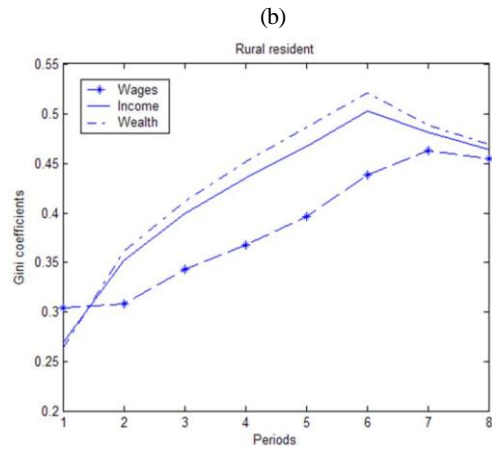 (b)
Rural resident
Wages
Income
Wealth
Gini coefficients
0.55
0.5
0.45
0.4
0.35
0.3
0.25
0.2
1 2 3 4 5 6 7 8
Periods